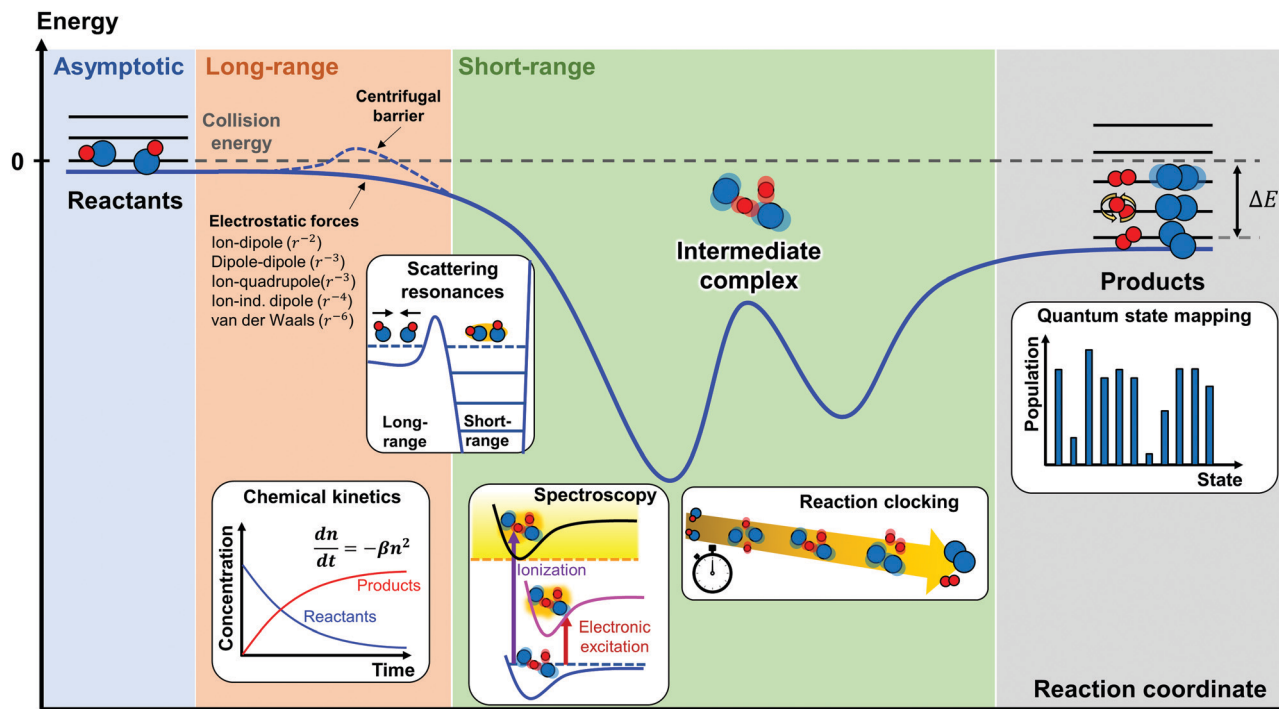 Energy
Asymptotic
Long-range
Short-range
Centrifugal
barrier
Collision
energy
0
Reactants
Electrostatic forces
Ion-dipole (r⁻²)
Dipole-dipole (r⁻³)
Ion-quadrupole(r⁻³)
Ion-ind. dipole (r⁻⁴)
van der Waals (r⁻⁶)
Scattering
resonances
Long-
range
Short-
range
Intermediate
complex
ΔE
Products
Quantum state mapping
Population
State
Chemical kinetics
dn/dt = −βn²
Products
Reactants
Concentration
Time
Spectroscopy
Ionization
Electronic
excitation
Reaction clocking
Reaction coordinate